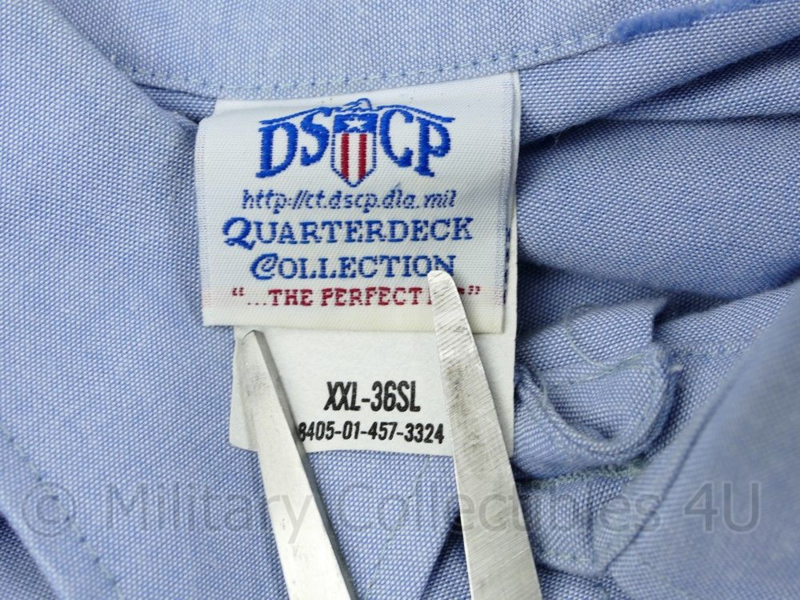 DSCP
http://ct.dscp.dla.mil
QUARTERDECK
COLLECTION
"...THE PERFECT
XXL-36SL
8405-01-457-3324
© Military Collectibles 4U